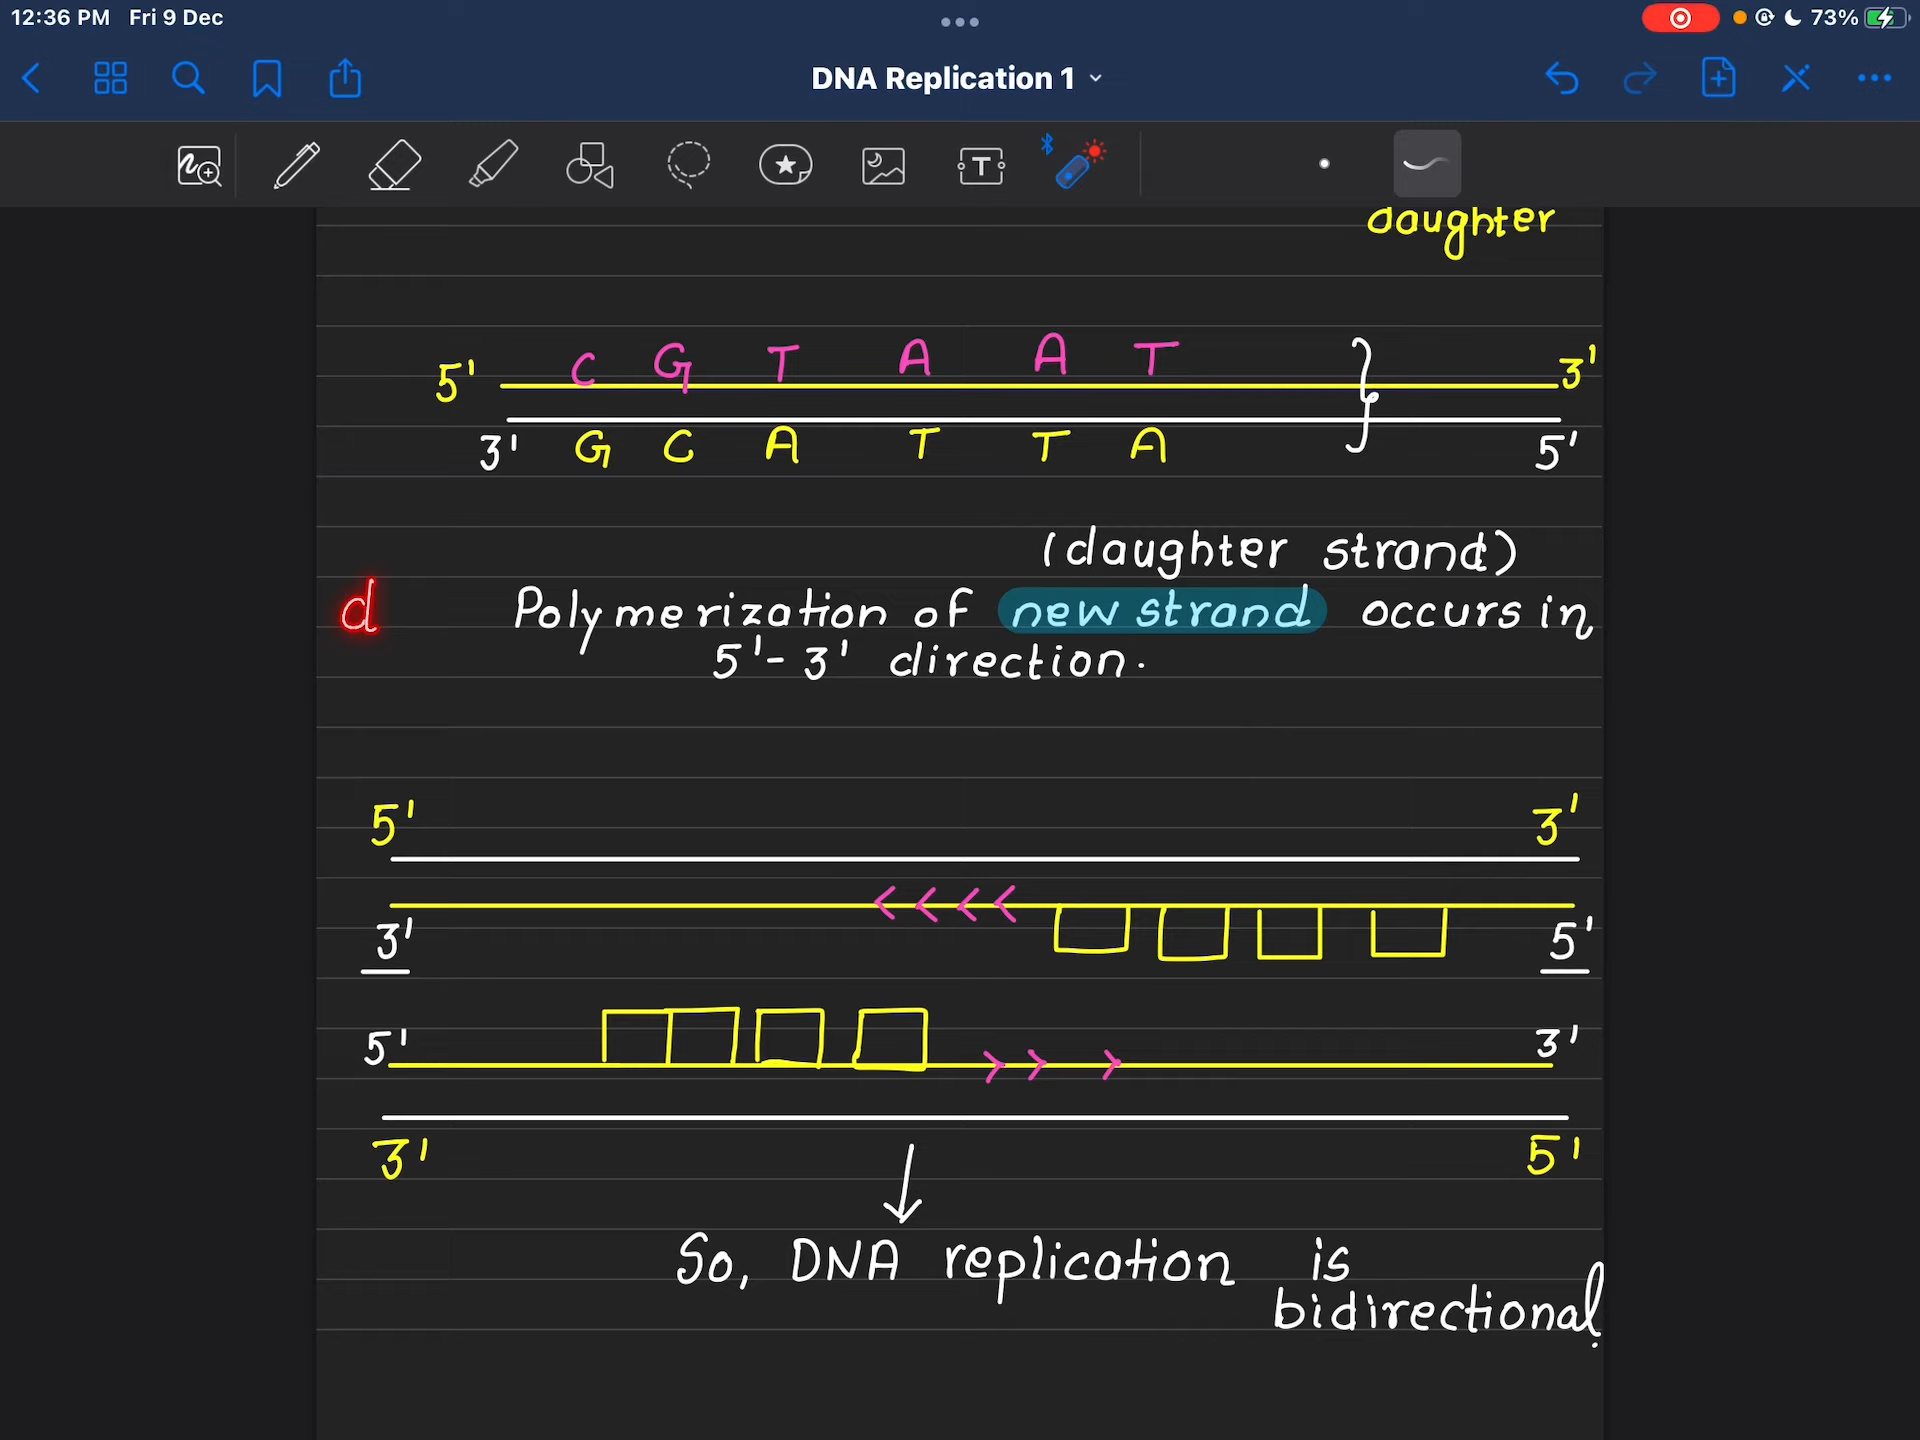 12:36 PM Fri 9 Dec 73%
DNA Replication 1
T
daughter
5' C G T A A T 3'
3' G C A T T A 5'
(daughter strand)
d Polymerization of new strand occurs in
5'-3' direction.
5' 3'
3' 5'
5' 3'
3' 5'
So, DNA replication is
bidirectional.